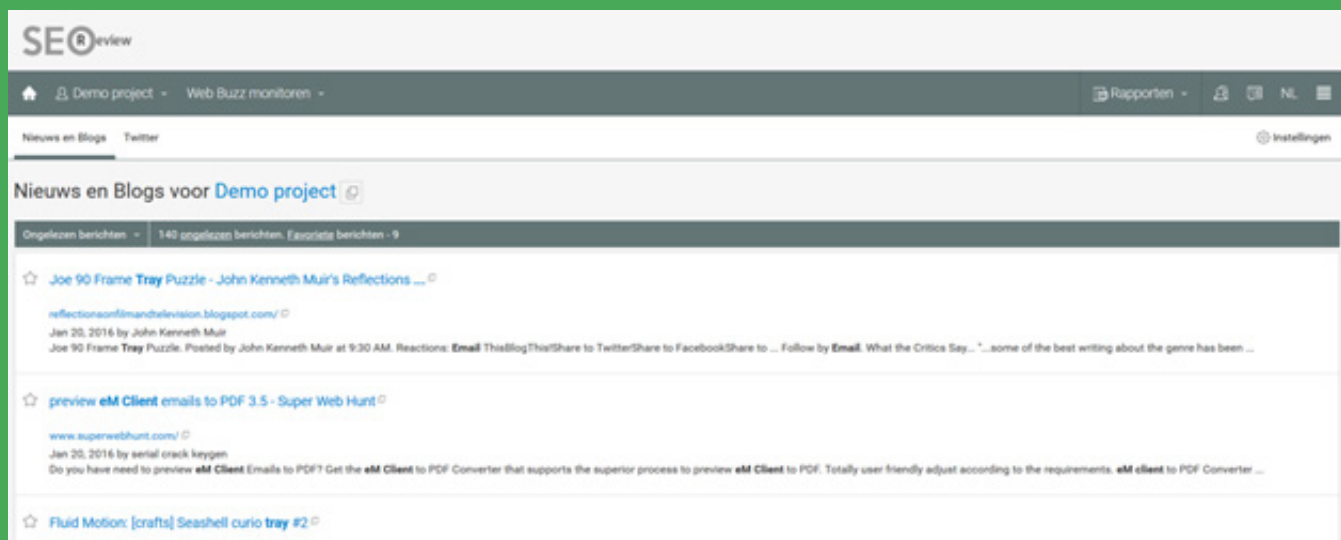 SEO Review
Demo project Web Buzz monitoren Rapporten NL
Nieuws en Blogs Twitter Instellingen
Nieuws en Blogs voor Demo project
Ongelezen berichten 140 ongelezen berichten. Favoriete berichten - 9
Joe 90 Frame Tray Puzzle - John Kenneth Muir's Reflections ...
reflectionsonfilmandtelevision.blogspot.com/
Jan 20, 2016 by John Kenneth Muir
Joe 90 Frame Tray Puzzle. Posted by John Kenneth Muir at 9:30 AM. Reactions: Email ThisBlogThis!Share to TwitterShare to FacebookShare to ... Follow by Email. What the Critics Say... "...some of the best writing about the genre has been ...
preview eM Client emails to PDF 3.5 - Super Web Hunt
www.superwebhunt.com/
Jan 20, 2016 by serial crack keygen
Do you have need to preview eM Client Emails to PDF? Get the eM Client to PDF Converter that supports the superior process to preview eM Client to PDF. Totally user friendly adjust according to the requirements. eM client to PDF Converter ...
Fluid Motion: [crafts] Seashell curio tray #2